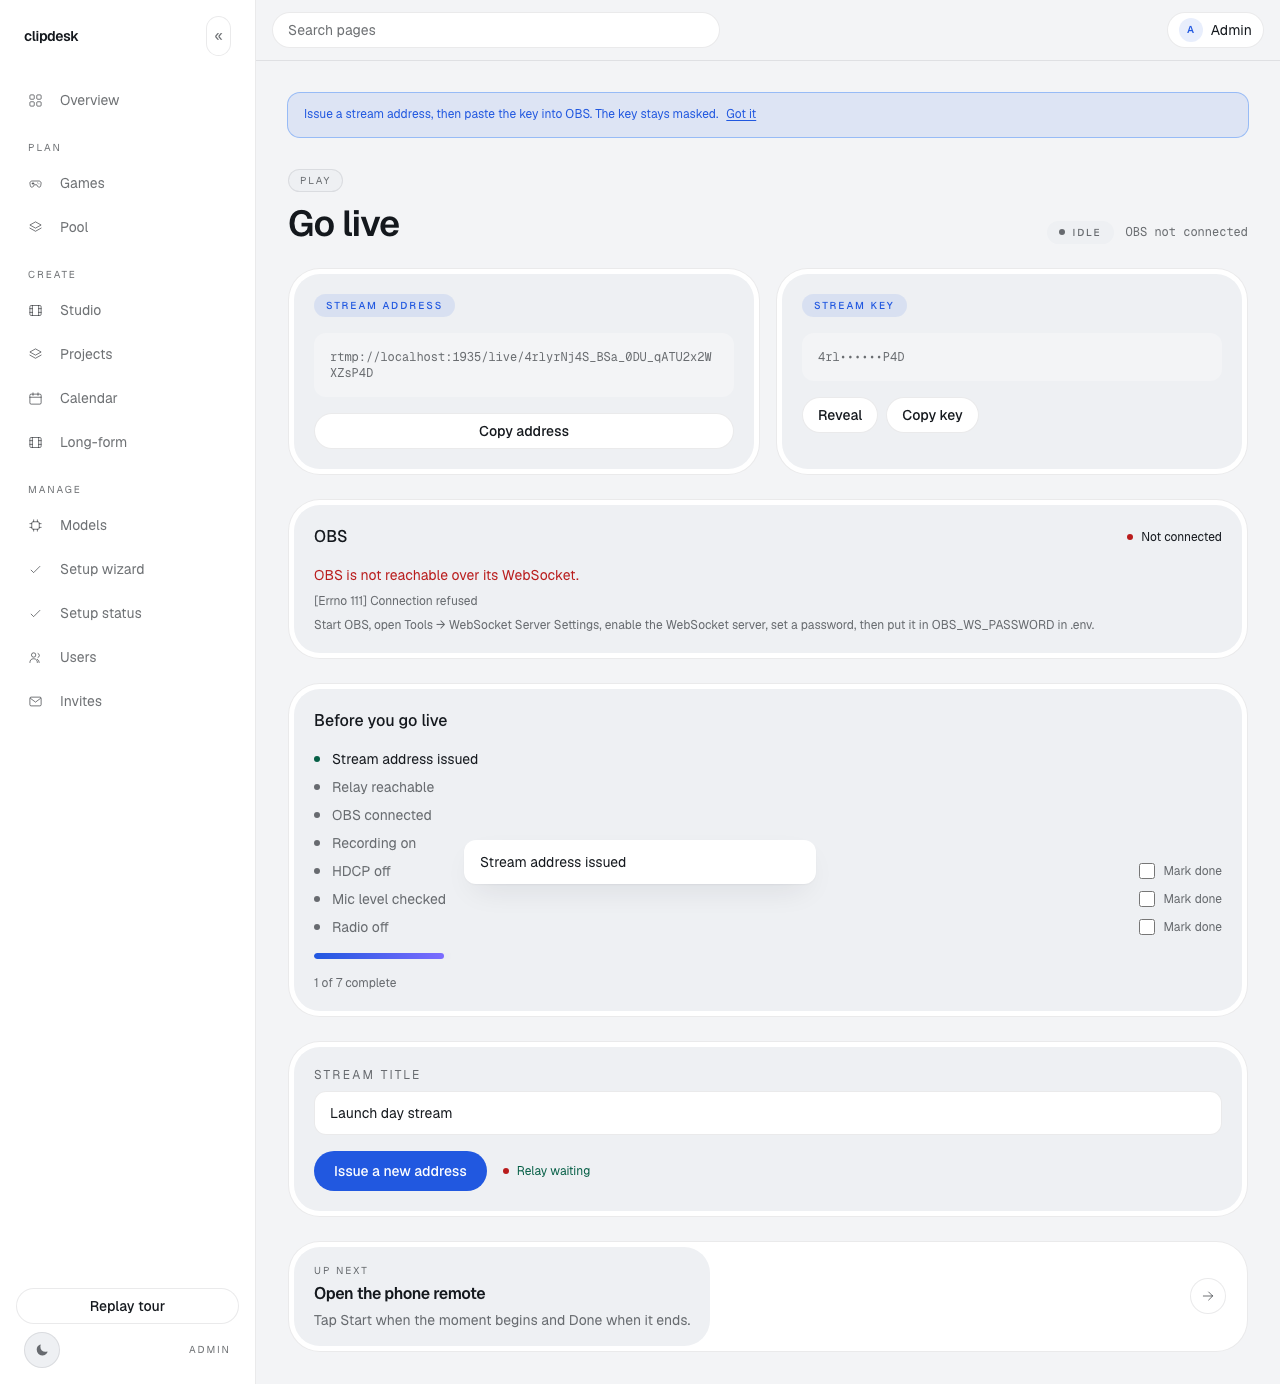 clipdesk
«
Search pages
A
Admin
Overview
PLAN
Games
Pool
CREATE
Studio
Projects
Calendar
Long-form
MANAGE
Models
Setup wizard
Setup status
Users
Invites
Replay tour
ADMIN
Issue a stream address, then paste the key into OBS. The key stays masked. Got it
PLAY
Go live
IDLE
OBS not connected
STREAM ADDRESS
rtmp://localhost:1935/live/4rlyrNj4S_BSa_0DU_qATU2x2W
XZsP4D
Copy address
STREAM KEY
4rl••••••P4D
Reveal
Copy key
OBS
Not connected
OBS is not reachable over its WebSocket.
[Errno 111] Connection refused
Start OBS, open Tools → WebSocket Server Settings, enable the WebSocket server, set a password, then put it in OBS_WS_PASSWORD in .env.
Before you go live
Stream address issued
Relay reachable
OBS connected
Recording on
Stream address issued
HDCP off
Mark done
Mic level checked
Mark done
Radio off
Mark done
1 of 7 complete
STREAM TITLE
Launch day stream
Issue a new address
Relay waiting
UP NEXT
Open the phone remote
Tap Start when the moment begins and Done when it ends.